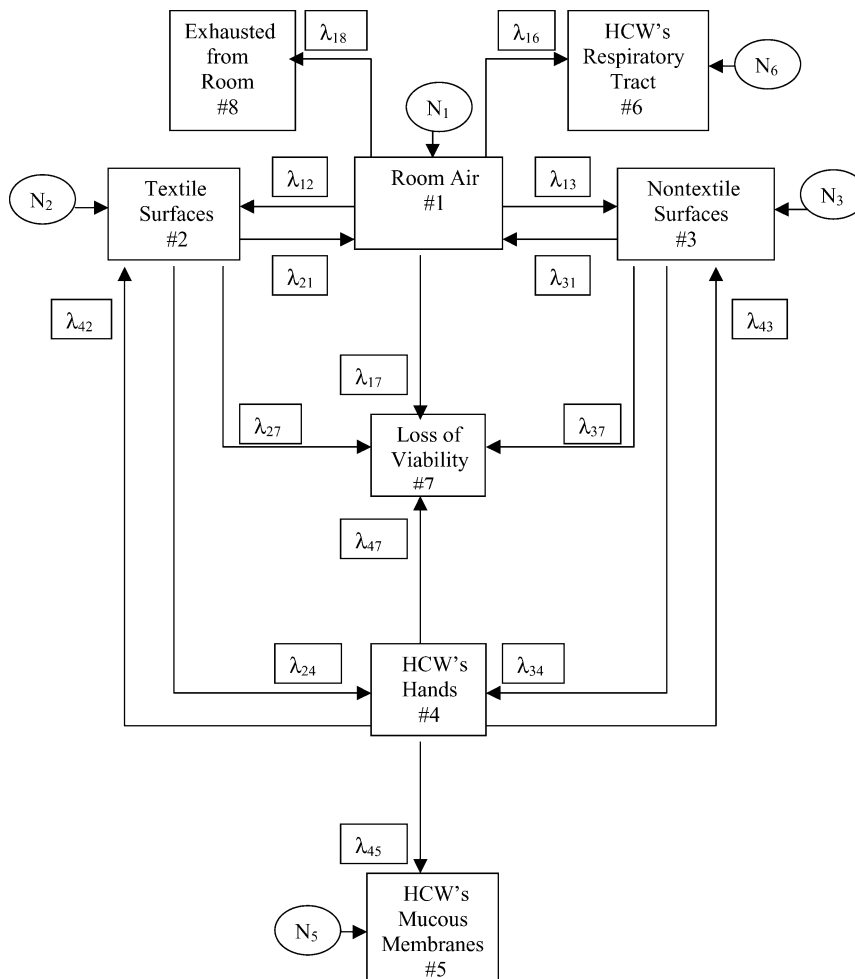 Exhausted
from
Room
#8
λ18
λ16
HCW's
Respiratory
Tract
#6
N6
N1
N2
Textile
Surfaces
#2
λ12
Room Air
#1
λ13
Nontextile
Surfaces
#3
N3
λ21
λ31
λ42
λ43
λ17
λ27
Loss of
Viability
#7
λ37
λ47
λ24
HCW's
Hands
#4
λ34
λ45
HCW's
Mucous
Membranes
#5
N5